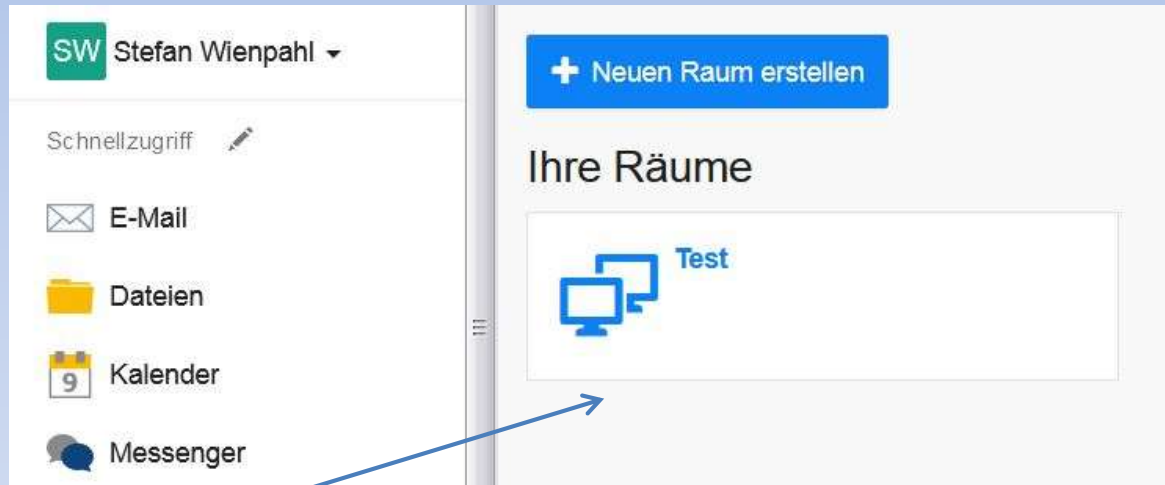 SW Stefan Wienpahl
Schnellzugriff
E-Mail
Dateien
9 Kalender
Messenger
Neuen Raum erstellen
Ihre Räume
Test